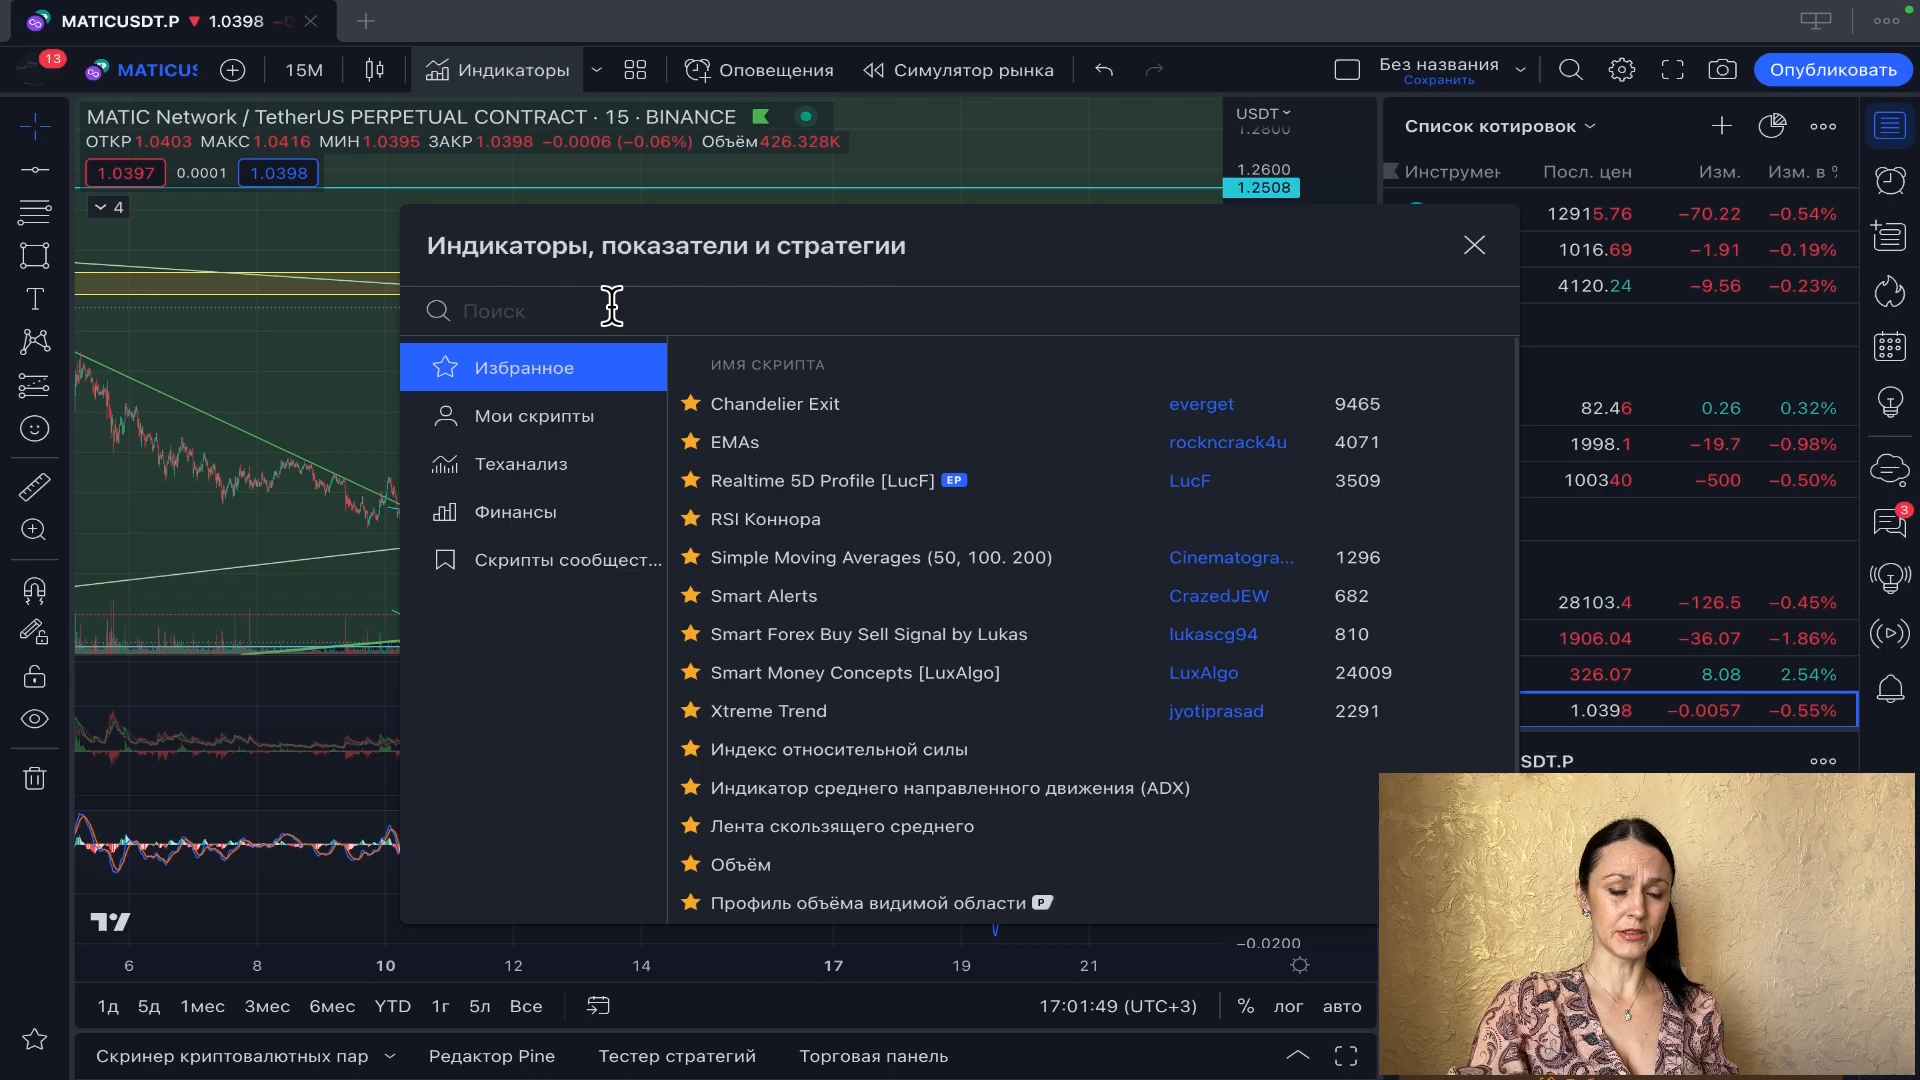 MATICUSDT.P ▼ 1.0398 −0
13 MATICUS 15М Индикаторы Оповещения Симулятор рынка Без названия Сохранить Опубликовать
MATIC Network / TetherUS PERPETUAL CONTRACT · 15 · BINANCE
ОТКР 1.0403 МАКС 1.0416 МИН 1.0395 ЗАКР 1.0398 −0.0006 (−0.06%) Объём 426.328K
1.0397 0.0001 1.0398
4
USDT
1.2800
1.2600
1.2508
Индикаторы, показатели и стратегии
Поиск
Избранное
Мои скрипты
Теханализ
Финансы
Скрипты сообщест...
ИМЯ СКРИПТА
Chandelier Exit everget 9465
EMAs rockncrack4u 4071
Realtime 5D Profile [LucF] EP LucF 3509
RSI Коннора
Simple Moving Averages (50, 100. 200) Cinematogra... 1296
Smart Alerts CrazedJEW 682
Smart Forex Buy Sell Signal by Lukas lukascg94 810
Smart Money Concepts [LuxAlgo] LuxAlgo 24009
Xtreme Trend jyotiprasad 2291
Индекс относительной силы
Индикатор среднего направленного движения (ADX)
Лента скользящего среднего
Объём
Профиль объёма видимой области P
Список котировок
Инструмен Посл. цен Изм. Изм. в %
12915.76 −70.22 −0.54%
1016.69 −1.91 −0.19%
4120.24 −9.56 −0.23%
82.46 0.26 0.32%
1998.1 −19.7 −0.98%
100340 −500 −0.50%
28103.4 −126.5 −0.45%
1906.04 −36.07 −1.86%
326.07 8.08 2.54%
1.0398 −0.0057 −0.55%
SDT.P
3
−0.0200
6 8 10 12 14 17 19 21
1д 5д 1мес 3мес 6мес YTD 1г 5л Все 17:01:49 (UTC+3) % лог авто
Скринер криптовалютных пар Редактор Pine Тестер стратегий Торговая панель